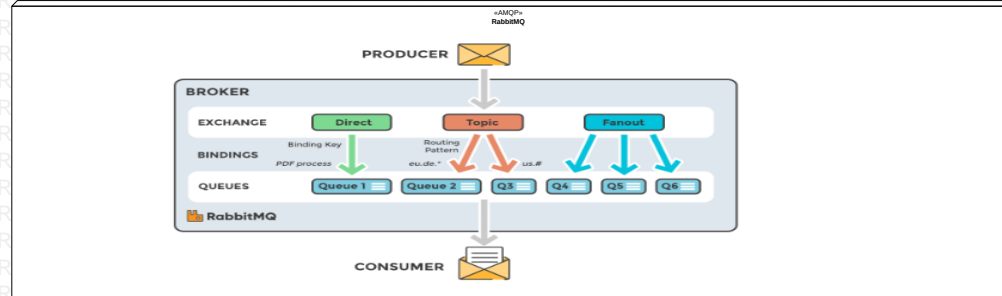 «AMQP»
RabbitMQ
PRODUCER
BROKER
EXCHANGE
Direct
Topic
Fanout
BINDINGS
Binding Key
PDF process
Routing
Pattern
eu.de.*
us.#
QUEUES
Queue 1
Queue 2
Q3
Q4
Q5
Q6
RabbitMQ
CONSUMER